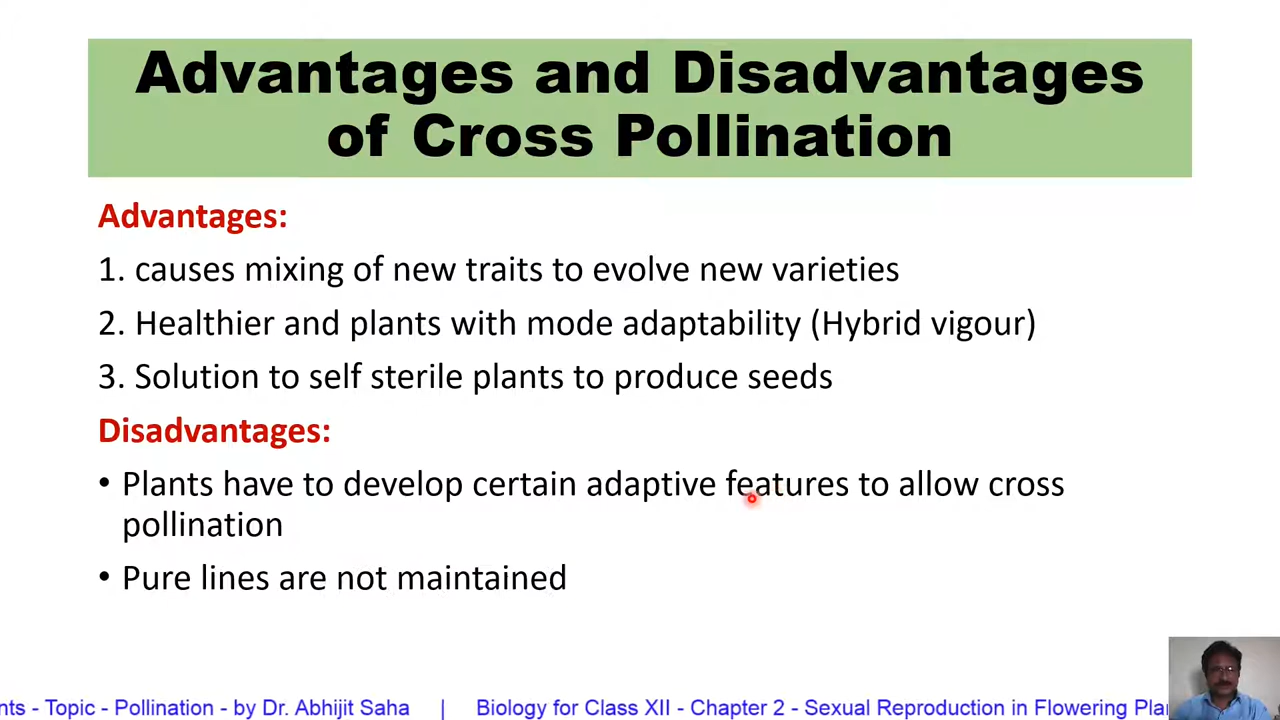 Advantages and Disadvantages
of Cross Pollination
Advantages:
1. causes mixing of new traits to evolve new varieties
2. Healthier and plants with mode adaptability (Hybrid vigour)
3. Solution to self sterile plants to produce seeds
Disadvantages:
• Plants have to develop certain adaptive features to allow cross
pollination
• Pure lines are not maintained
nts - Topic - Pollination - by Dr. Abhijit Saha | Biology for Class XII - Chapter 2 - Sexual Reproduction in Flowering Pla